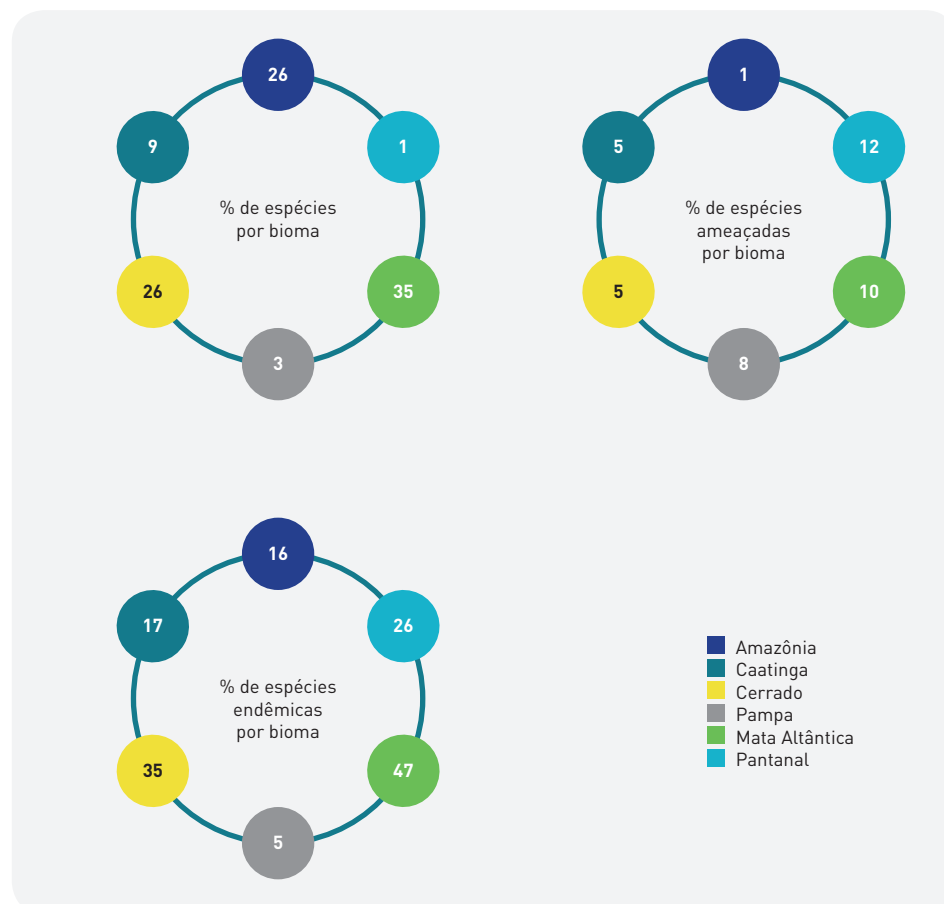 26
9
1
% de espécies
por bioma
26
35
3
1
5
12
% de espécies
ameaçadas
por bioma
5
10
8
16
17
26
% de espécies
endêmicas
por bioma
35
47
5
Amazônia
Caatinga
Cerrado
Pampa
Mata Altântica
Pantanal